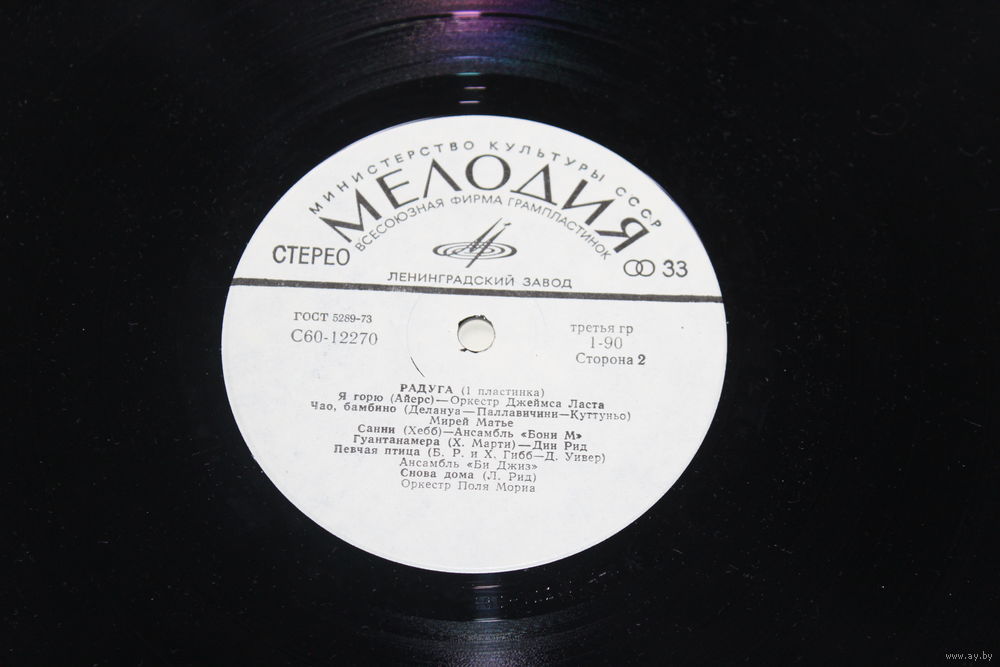 МИНИСТЕРСТВО КУЛЬТУРЫ СССР
МЕЛОДИЯ
ВСЕСОЮЗНАЯ ФИРМА ГРАМПЛАСТИНОК
СТЕРЕО
33
ЛЕНИНГРАДСКИЙ ЗАВОД
ГОСТ 5289-73
С60-12270
третья гр
1-90
Сторона 2
РАДУГА (1 пластинка)
Я горю (Айерс)—Оркестр Джеймса Ласта
Чао, бамбино (Делануа—Паллавичини—Куттуньо)
Мирей Матье
Санни (Хебб)—Ансамбль «Бони М»
Гуантанамера (Х. Марти)—Дин Рид
Певчая птица (Б. Р. и Х. Гибб—Д. Уивер)
Ансамбль «Би Джиз»
Снова дома (Л. Рид)
Оркестр Поля Мориа
www.ay.by